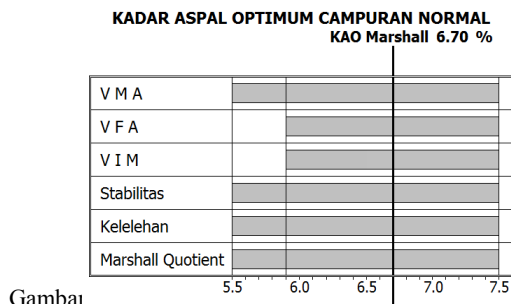 KADAR ASPAL OPTIMUM CAMPURAN NORMAL
KAO Marshall 6.70 %
V M A
V F A
V I M
Stabilitas
Kelelehan
Marshall Quotient
5.5 6.0 6.5 7.0 7.5